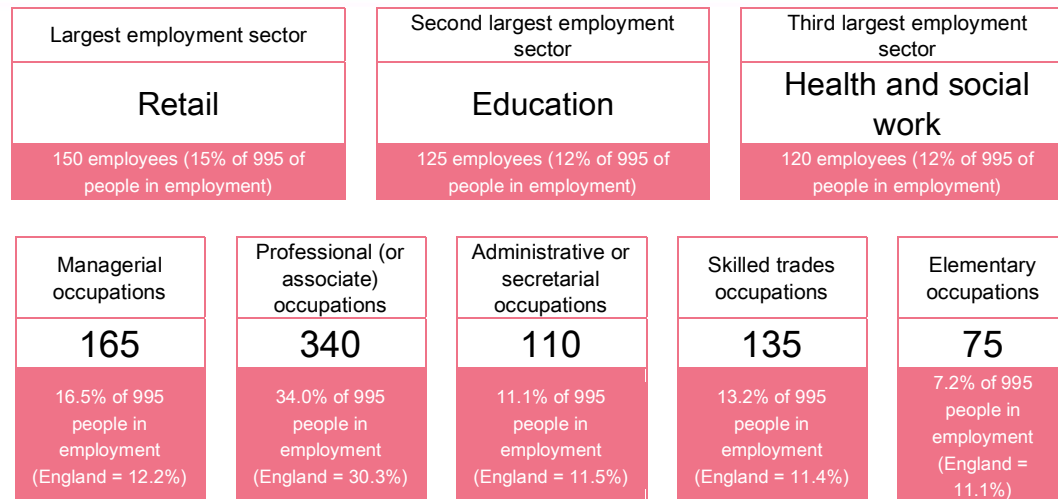 Largest employment sector
Retail
150 employees (15% of 995 of
people in employment)
Second largest employment
sector
Education
125 employees (12% of 995 of
people in employment)
Third largest employment
sector
Health and social
work
120 employees (12% of 995 of
people in employment)
Managerial
occupations
165
16.5% of 995
people in
employment
(England = 12.2%)
Professional (or
associate)
occupations
340
34.0% of 995
people in
employment
(England = 30.3%)
Administrative or
secretarial
occupations
110
11.1% of 995
people in
employment
(England = 11.5%)
Skilled trades
occupations
135
13.2% of 995
people in
employment
(England = 11.4%)
Elementary
occupations
75
7.2% of 995
people in
employment
(England =
11.1%)